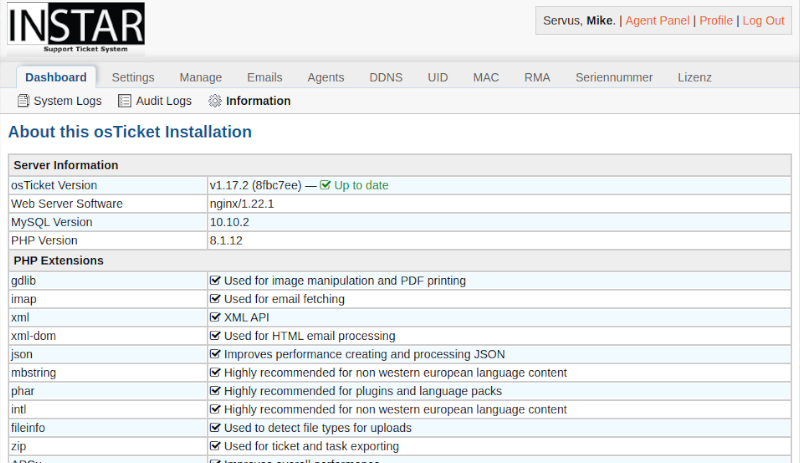 INSTAR
Support Ticket System
Servus, Mike. | Agent Panel | Profile | Log Out
Dashboard Settings Manage Emails Agents DDNS UID MAC RMA Seriennummer Lizenz
System Logs Audit Logs Information
About this osTicket Installation
Server Information
osTicket Version v1.17.2 (8fbc7ee) — Up to date
Web Server Software nginx/1.22.1
MySQL Version 10.10.2
PHP Version 8.1.12
PHP Extensions
gdlib Used for image manipulation and PDF printing
imap Used for email fetching
xml XML API
xml-dom Used for HTML email processing
json Improves performance creating and processing JSON
mbstring Highly recommended for non western european language content
phar Highly recommended for plugins and language packs
intl Highly recommended for non western european language content
fileinfo Used to detect file types for uploads
zip Used for ticket and task exporting
APCu Improves overall performance